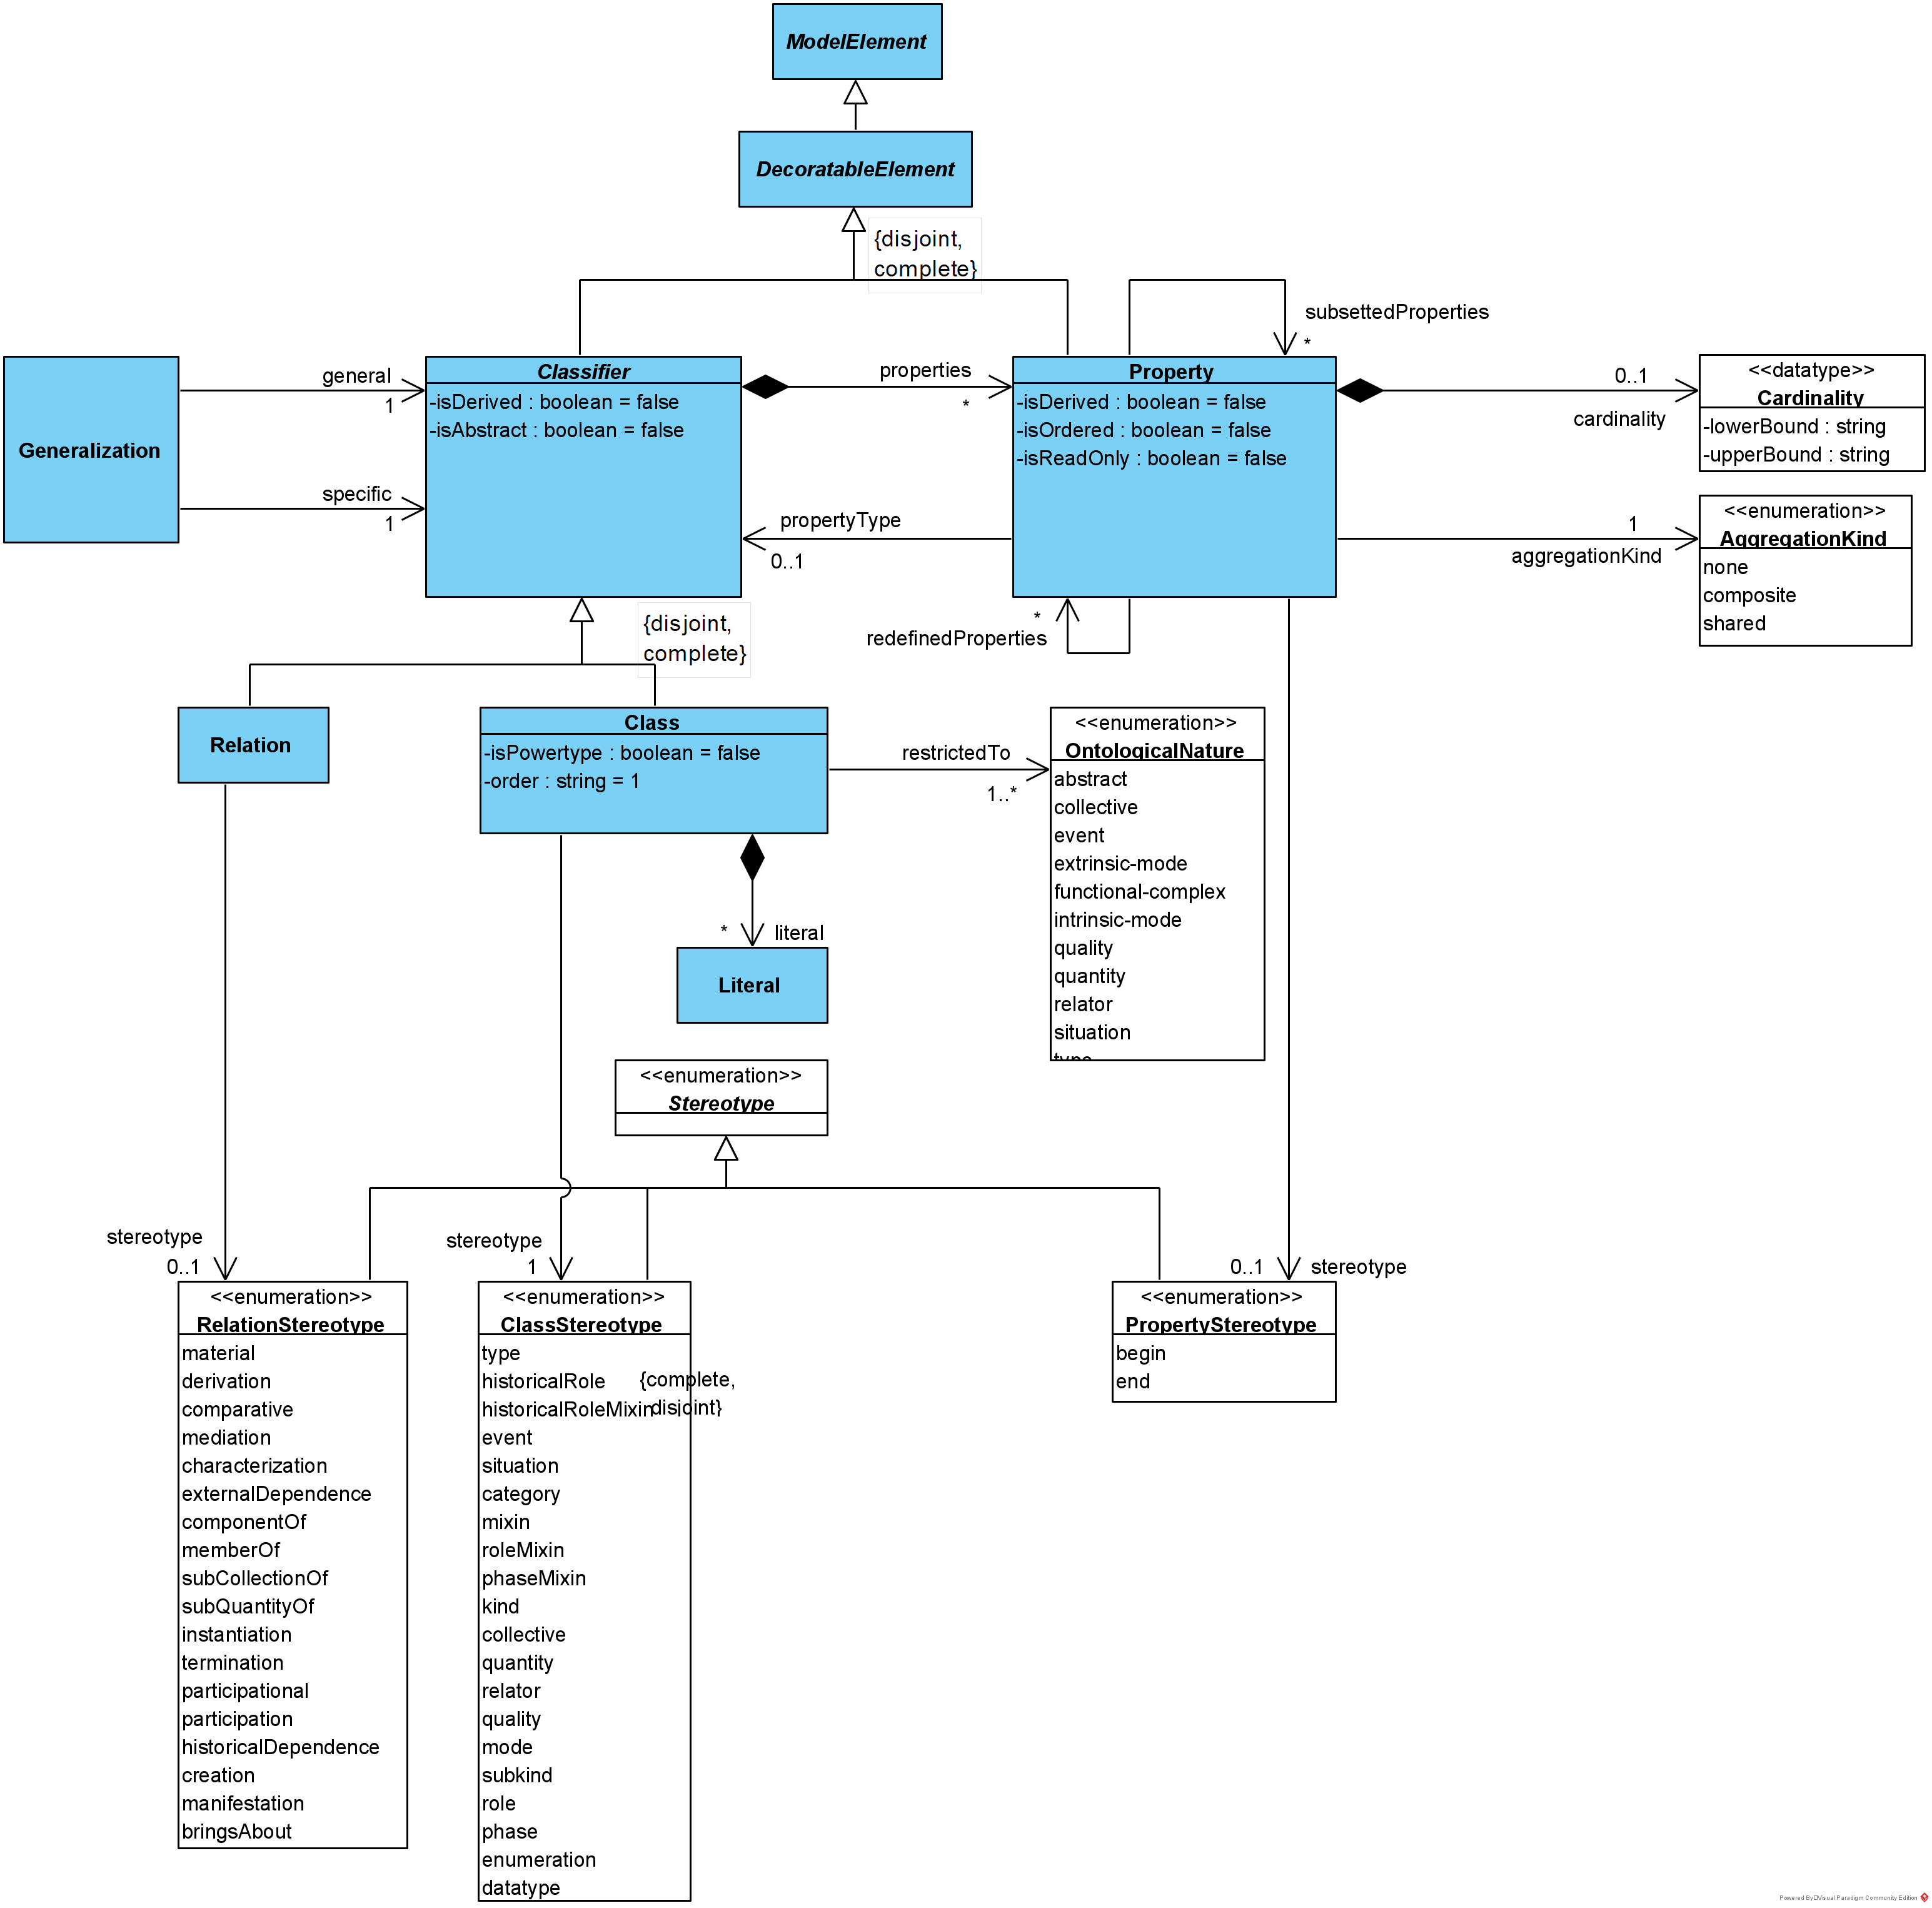 ModelElement
DecoratableElement
{disjoint,
complete}
subsettedProperties
*
Generalization
general
1
specific
1
Classifier
-isDerived : boolean = false
-isAbstract : boolean = false
properties
*
propertyType
0..1
Property
-isDerived : boolean = false
-isOrdered : boolean = false
-isReadOnly : boolean = false
0..1
cardinality
<<datatype>>
Cardinality
-lowerBound : string
-upperBound : string
1
aggregationKind
<<enumeration>>
AggregationKind
none
composite
shared
*
redefinedProperties
{disjoint,
complete}
Relation
Class
-isPowertype : boolean = false
-order : string = 1
restrictedTo
1..*
<<enumeration>>
OntologicalNature
abstract
collective
event
extrinsic-mode
functional-complex
intrinsic-mode
quality
quantity
relator
situation
type
*
literal
Literal
<<enumeration>>
Stereotype
stereotype
0..1
stereotype
1
0..1
stereotype
<<enumeration>>
RelationStereotype
material
derivation
comparative
mediation
characterization
externalDependence
componentOf
memberOf
subCollectionOf
subQuantityOf
instantiation
termination
participational
participation
historicalDependence
creation
manifestation
bringsAbout
<<enumeration>>
ClassStereotype
type
historicalRole
historicalRoleMixin
event
situation
category
mixin
roleMixin
phaseMixin
kind
collective
quantity
relator
quality
mode
subkind
role
phase
enumeration
datatype
{complete,
disjoint}
<<enumeration>>
PropertyStereotype
begin
end
Powered By Visual Paradigm Community Edition